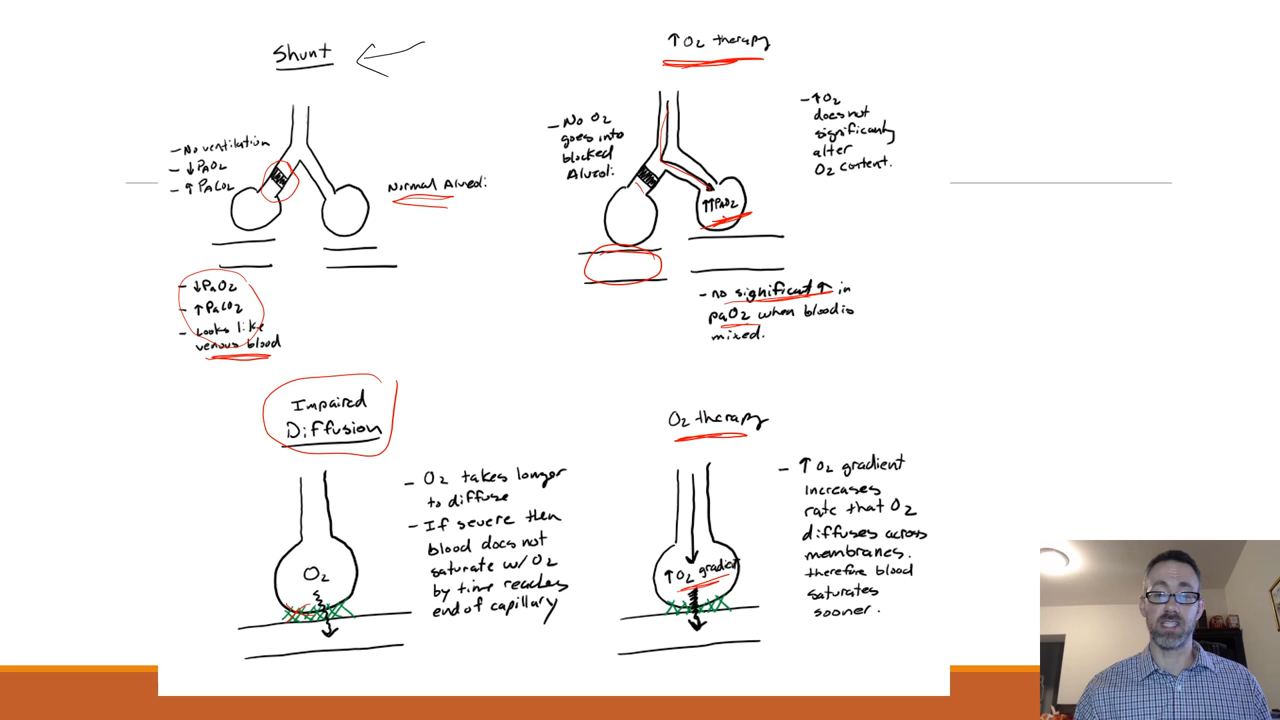 Shunt
- No ventilation
- ↓PAO2
- ↑PACO2
Normal Alveoli
- ↓PaO2
- ↑PaCO2
- Looks like
venous blood
↑O2 therapy
- No O2
goes into
blocked
Alveoli
↑↑PAO2
- ↑O2
does not
significantly
alter
O2 content.
- no significant ↑ in
paO2 when blood is
mixed.
Impaired
Diffusion
O2
- O2 takes longer
to diffuse
- If severe then
blood does not
saturate w/ O2
by time reaches
end of capillary
O2 therapy
↑O2 gradient
- ↑ O2 gradient
increases
rate that O2
diffuses across
membranes.
therefore blood
saturates
sooner.